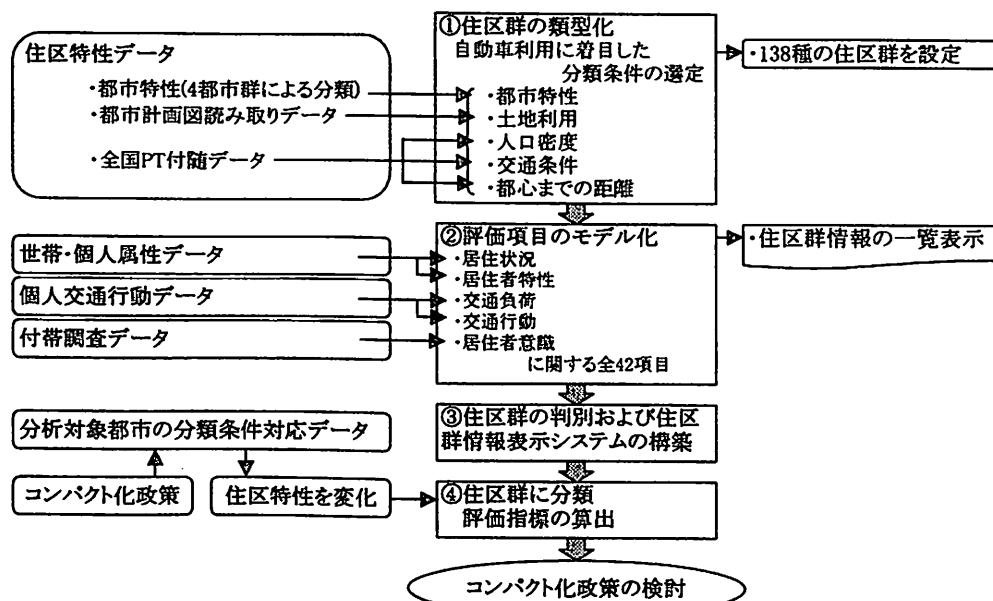 住区特性データ
・都市特性(4都市群による分類)
・都市計画図読み取りデータ
・全国PT付随データ
①住区群の類型化
自動車利用に着目した
分類条件の選定
・都市特性
・土地利用
・人口密度
・交通条件
・都心までの距離
・138種の住区群を設定
世帯・個人属性データ
個人交通行動データ
付帯調査データ
②評価項目のモデル化
・居住状況
・居住者特性
・交通負荷
・交通行動
・居住者意識
に関する全42項目
・住区群情報の一覧表示
③住区群の判別および住区
群情報表示システムの構築
分析対象都市の分類条件対応データ
コンパクト化政策
住区特性を変化
④住区群に分類
評価指標の算出
コンパクト化政策の検討